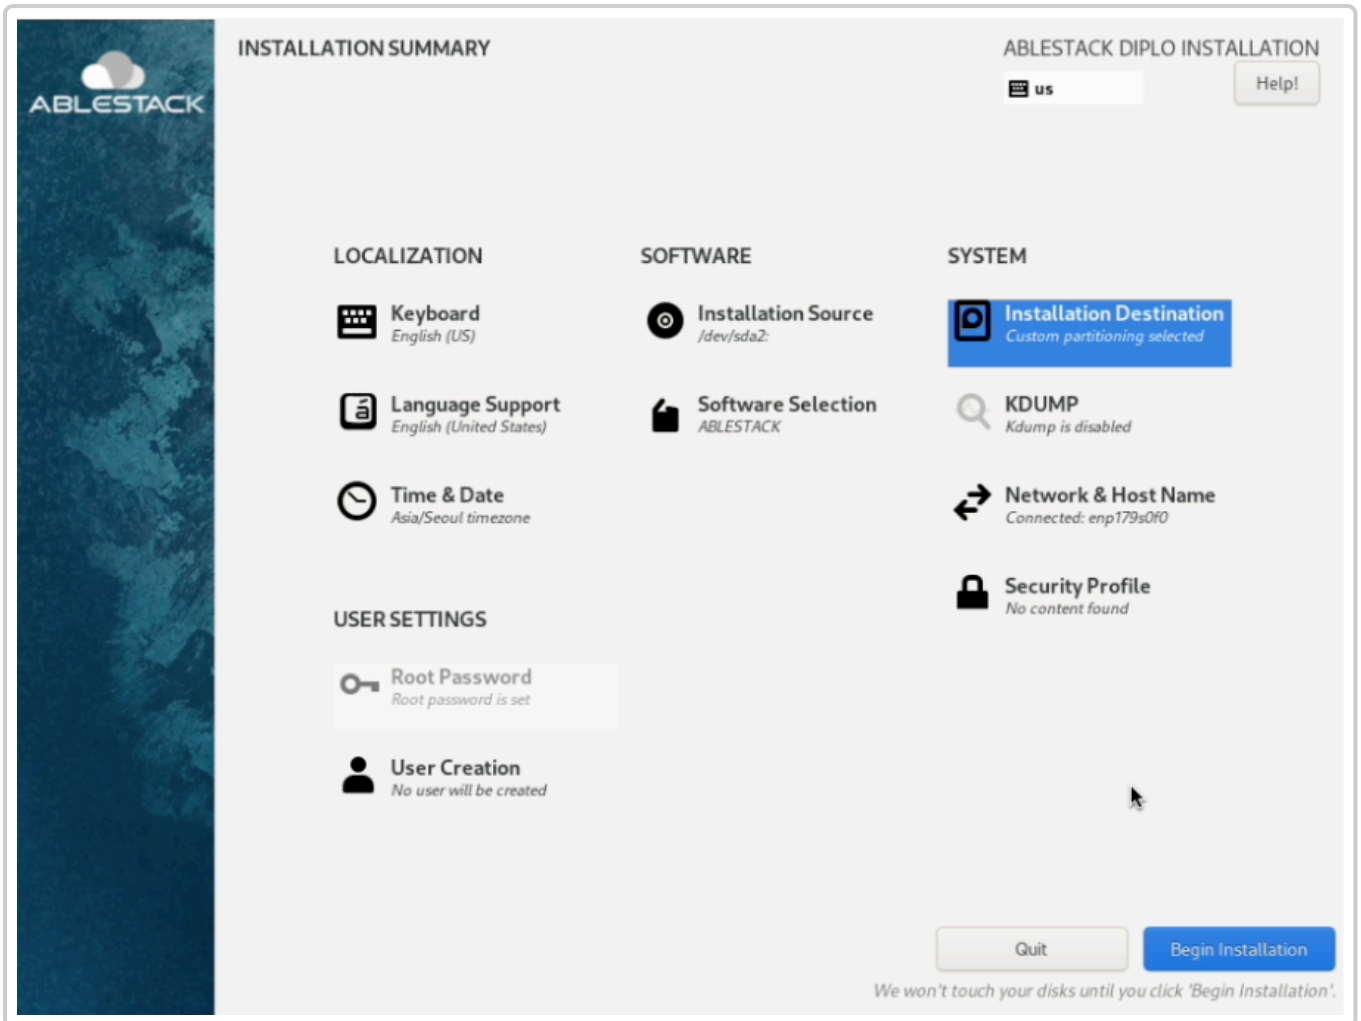 ABLESTACK
INSTALLATION SUMMARY
ABLESTACK DIPLO INSTALLATION
us
Help!
LOCALIZATION
Keyboard
English (US)
Language Support
English (United States)
Time & Date
Asia/Seoul timezone
SOFTWARE
Installation Source
/dev/sda2:
Software Selection
ABLESTACK
SYSTEM
Installation Destination
Custom partitioning selected
KDUMP
Kdump is disabled
Network & Host Name
Connected: enp179s0f0
Security Profile
No content found
USER SETTINGS
Root Password
Root password is set
User Creation
No user will be created
Quit
Begin Installation
We won't touch your disks until you click 'Begin Installation'.